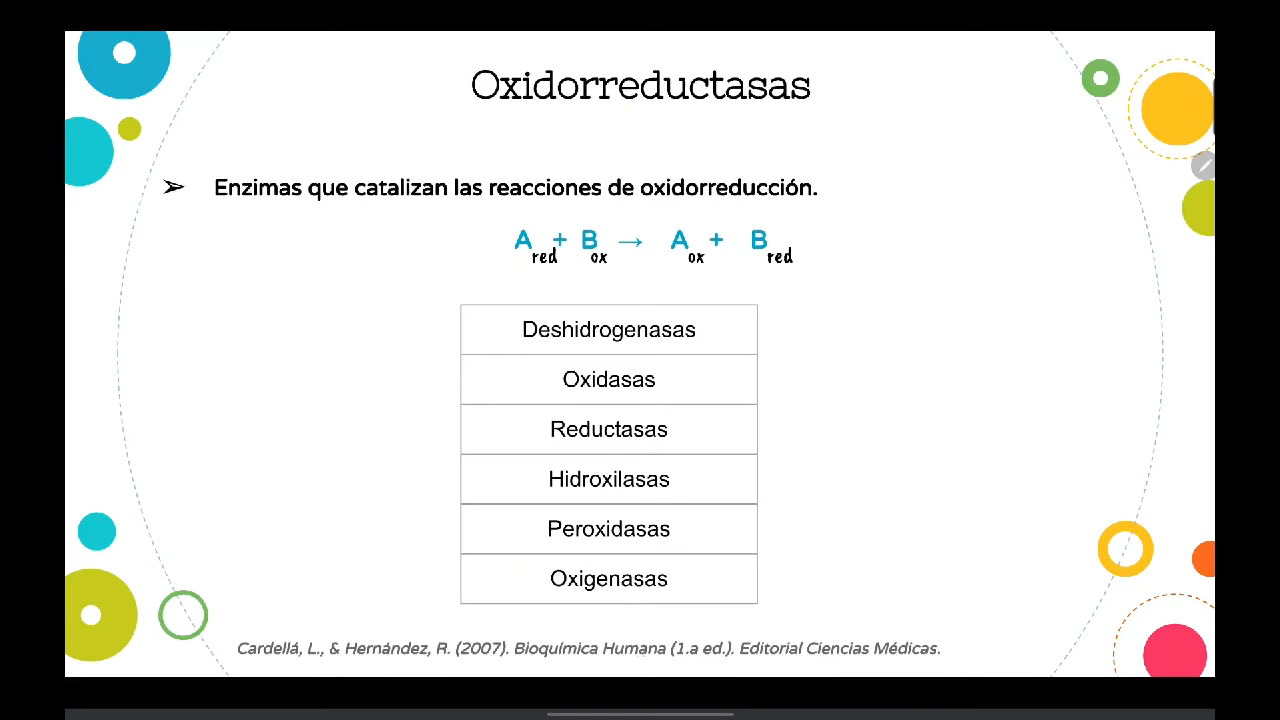 Oxidorreductasas
➢ Enzimas que catalizan las reacciones de oxidorreducción.
A red + B ox → A ox + B red
Deshidrogenasas
Oxidasas
Reductasas
Hidroxilasas
Peroxidasas
Oxigenasas
Cardellá, L., & Hernández, R. (2007). Bioquímica Humana (1.a ed.). Editorial Ciencias Médicas.